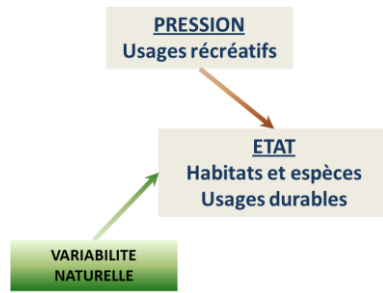 PRESSION
Usages récréatifs
ETAT
Habitats et espèces
Usages durables
VARIABILITE
NATURELLE